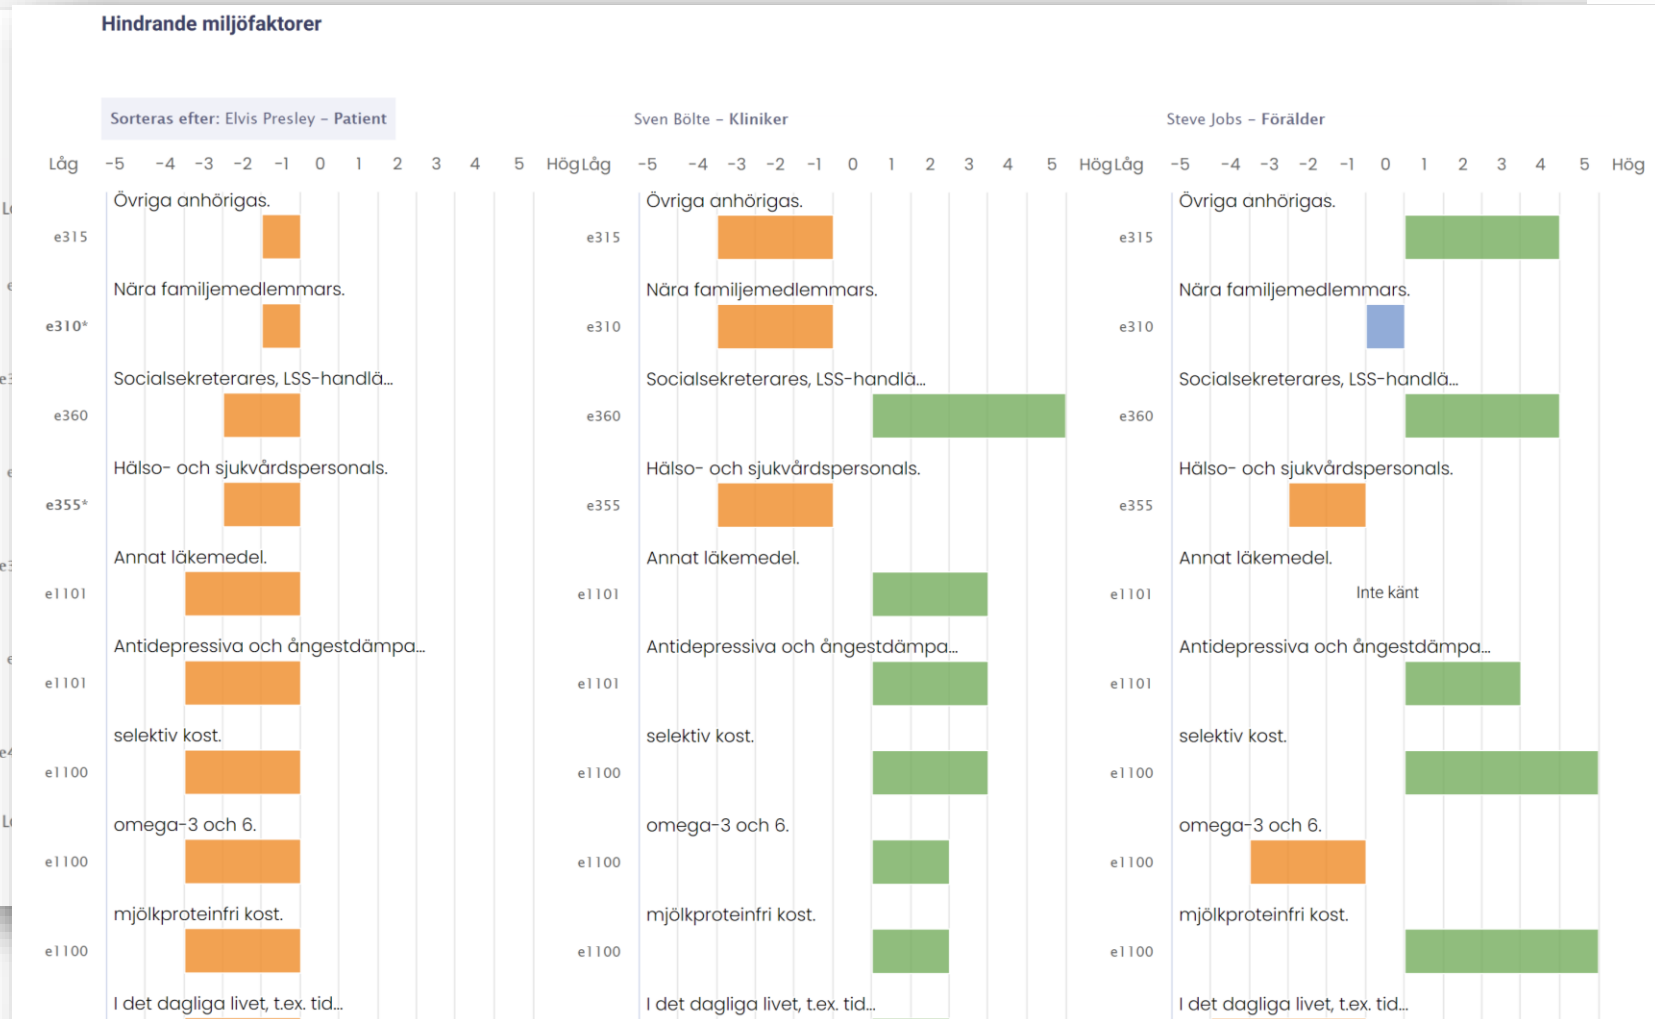 Hindrande miljöfaktorer
Sorteras efter: Elvis Presley – Patient
Sven Bölte – Kliniker
Steve Jobs – Förälder
Låg -5 -4 -3 -2 -1 0 1 2 3 4 5 Hög
Låg -5 -4 -3 -2 -1 0 1 2 3 4 5 Hög
Låg -5 -4 -3 -2 -1 0 1 2 3 4 5 Hög
Övriga anhörigas. Övriga anhörigas. Övriga anhörigas.
e315 e315 e315
Nära familjemedlemmars. Nära familjemedlemmars. Nära familjemedlemmars.
e310* e310 e310
Socialsekreterares, LSS-handlä... Socialsekreterares, LSS-handlä... Socialsekreterares, LSS-handlä...
e360 e360 e360
Hälso- och sjukvårdspersonals. Hälso- och sjukvårdspersonals. Hälso- och sjukvårdspersonals.
e355* e355 e355
Annat läkemedel. Annat läkemedel. Annat läkemedel.
e1101 e1101 e1101 Inte känt
Antidepressiva och ångestdämpa... Antidepressiva och ångestdämpa... Antidepressiva och ångestdämpa...
e1101 e1101 e1101
selektiv kost. selektiv kost. selektiv kost.
e1100 e1100 e1100
omega-3 och 6. omega-3 och 6. omega-3 och 6.
e1100 e1100 e1100
mjölkproteinfri kost. mjölkproteinfri kost. mjölkproteinfri kost.
e1100 e1100 e1100
I det dagliga livet, t.ex. tid... I det dagliga livet, t.ex. tid... I det dagliga livet, t.ex. tid...